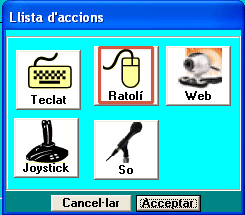 Llista d'accions
Teclat
Ratolí
Web
Joystick
So
Cancel·lar
Acceptar